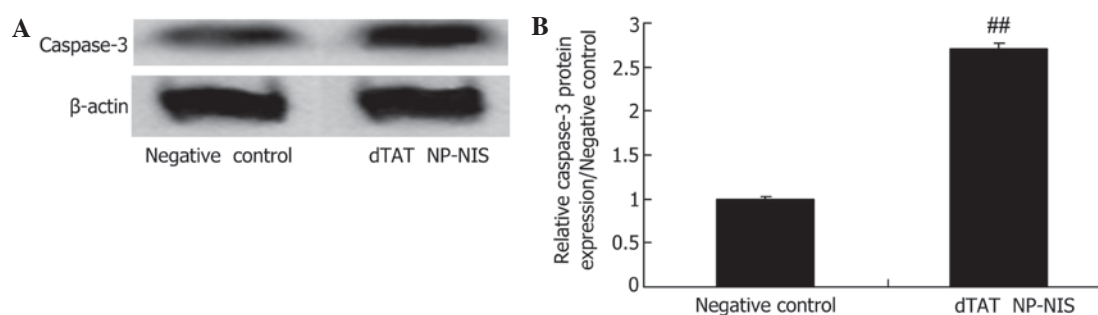 A
Caspase-3
β-actin
Negative control
dTAT NP-NIS
B
Relative caspase-3 protein
expression/Negative control
3
2.5
2
1.5
1
0.5
0
##
Negative control
dTAT NP-NIS